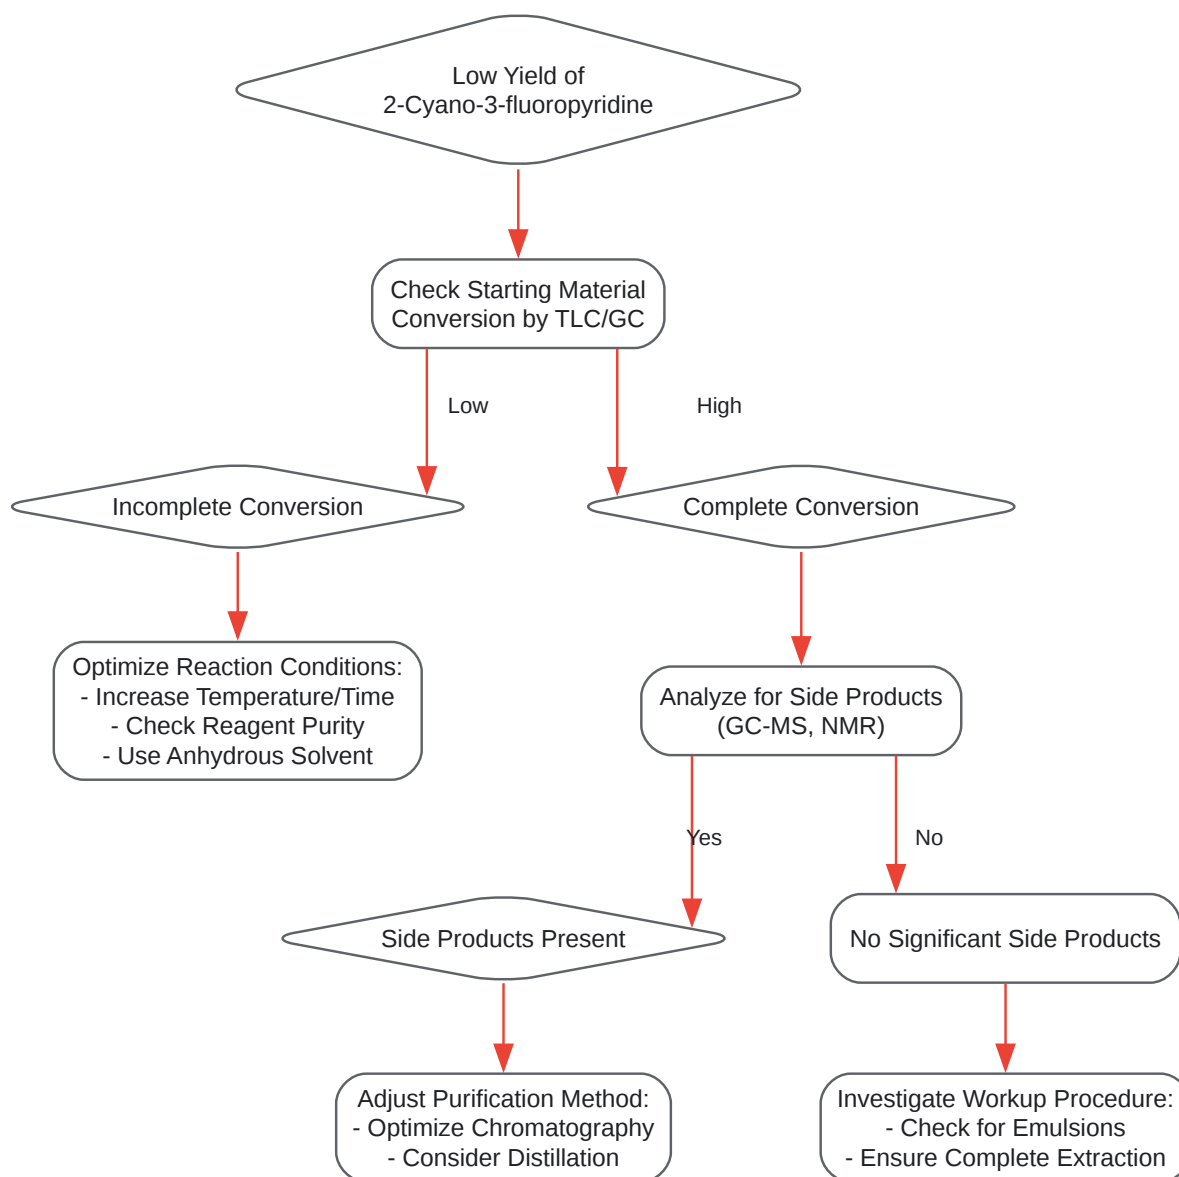 Low Yield of
2-Cyano-3-fluoropyridine
Check Starting Material
Conversion by TLC/GC
Low
High
Incomplete Conversion
Complete Conversion
Optimize Reaction Conditions:
- Increase Temperature/Time
- Check Reagent Purity
- Use Anhydrous Solvent
Analyze for Side Products
(GC-MS, NMR)
Yes
No
Side Products Present
No Significant Side Products
Adjust Purification Method:
- Optimize Chromatography
- Consider Distillation
Investigate Workup Procedure:
- Check for Emulsions
- Ensure Complete Extraction